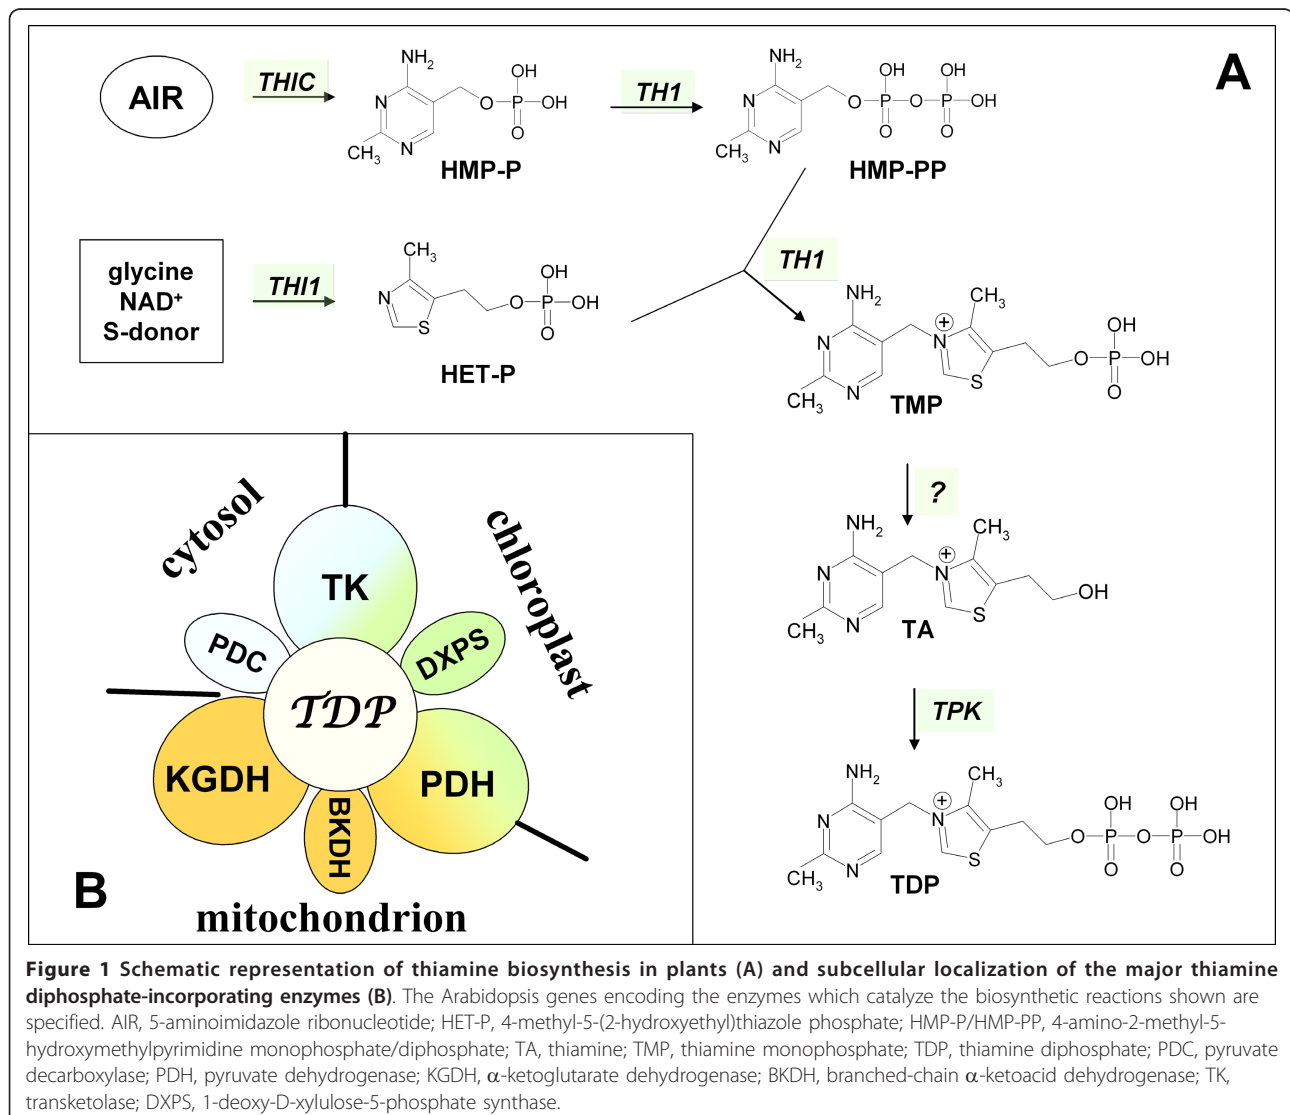 A
AIR
THIC
NH2
N
N
CH3
O
P
OH
OH
O
HMP-P
TH1
NH2
N
N
CH3
O
P
OH
O
O
P
OH
OH
O
HMP-PP
glycine
NAD+
S-donor
THI1
CH3
N
S
O
P
OH
OH
O
HET-P
TH1
NH2
N
N
CH3
N
+
CH3
S
O
P
OH
OH
O
TMP
?
NH2
N
N
CH3
N
+
CH3
S
OH
TA
TPK
NH2
N
N
CH3
N
+
CH3
S
O
P
OH
O
O
P
OH
OH
O
TDP
cytosol
chloroplast
TK
PDC
DXPS
TDP
KGDH
PDH
BKDH
B
mitochondrion
Figure 1 Schematic representation of thiamine biosynthesis in plants (A) and subcellular localization of the major thiamine
diphosphate-incorporating enzymes (B). The Arabidopsis genes encoding the enzymes which catalyze the biosynthetic reactions shown are
specified. AIR, 5-aminoimidazole ribonucleotide; HET-P, 4-methyl-5-(2-hydroxyethyl)thiazole phosphate; HMP-P/HMP-PP, 4-amino-2-methyl-5-
hydroxymethylpyrimidine monophosphate/diphosphate; TA, thiamine; TMP, thiamine monophosphate; TDP, thiamine diphosphate; PDC, pyruvate
decarboxylase; PDH, pyruvate dehydrogenase; KGDH, α-ketoglutarate dehydrogenase; BKDH, branched-chain α-ketoacid dehydrogenase; TK,
transketolase; DXPS, 1-deoxy-D-xylulose-5-phosphate synthase.